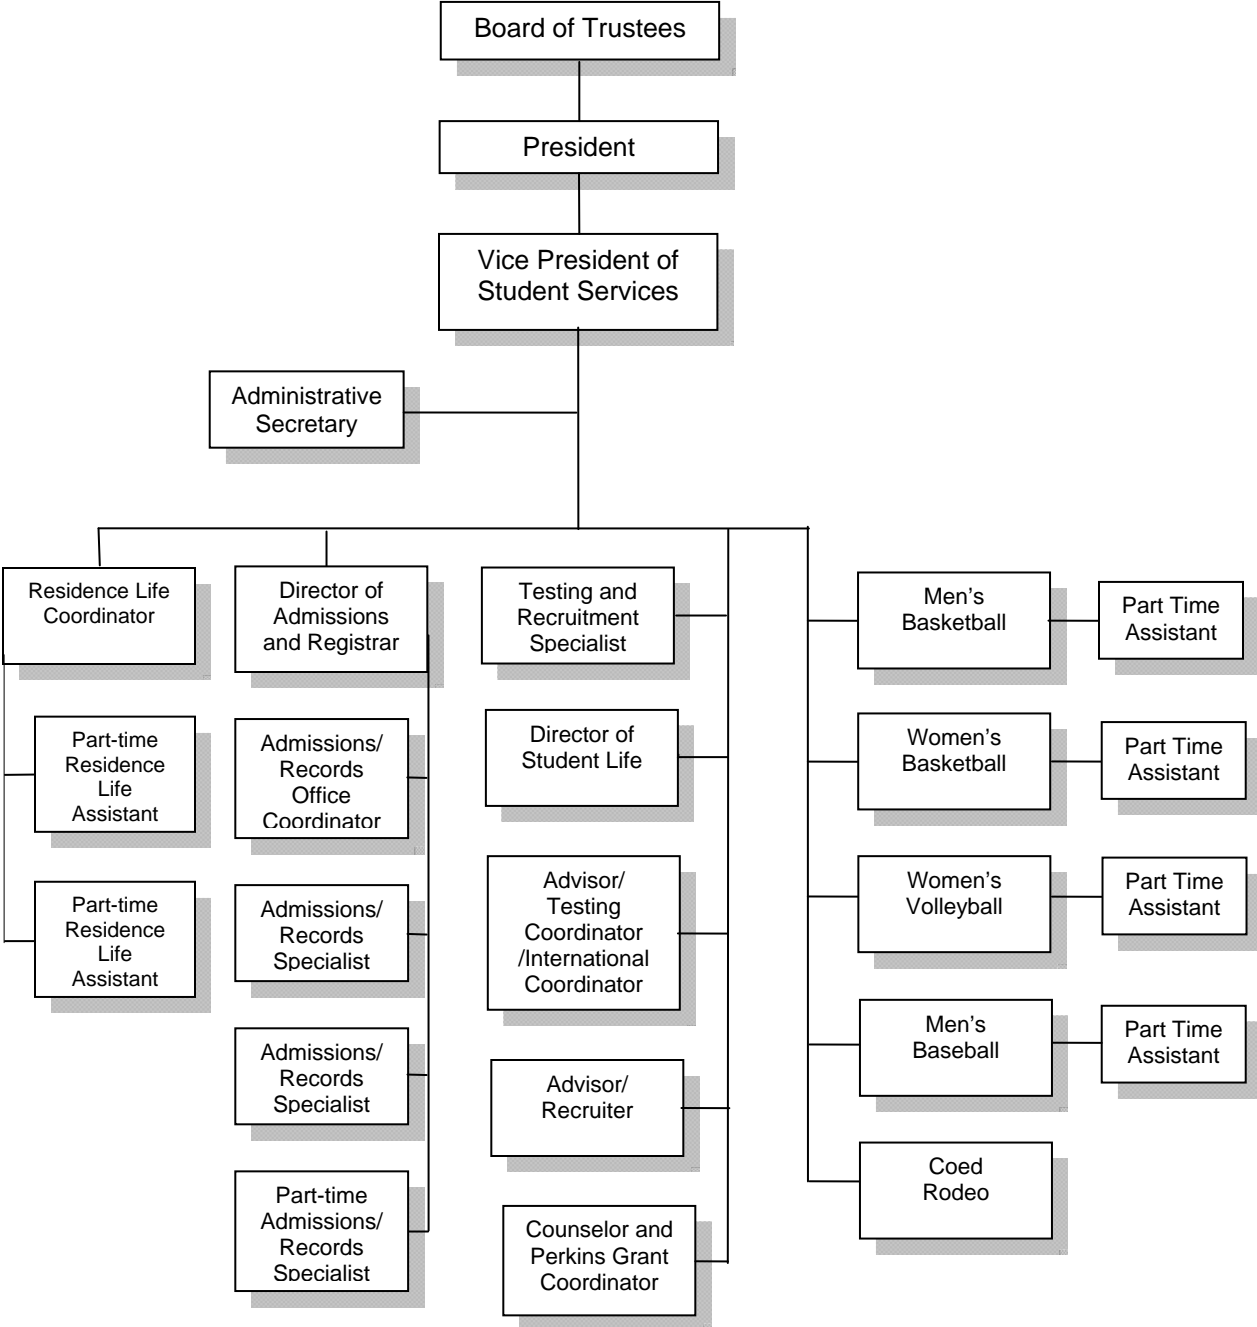 Board of Trustees
President
Vice President of
Student Services
Administrative
Secretary
Residence Life
Coordinator
Part-time
Residence
Life
Assistant
Part-time
Residence
Life
Assistant
Director of
Admissions
and Registrar
Admissions/
Records
Office
Coordinator
Admissions/
Records
Specialist
Admissions/
Records
Specialist
Part-time
Admissions/
Records
Specialist
Testing and
Recruitment
Specialist
Director of
Student Life
Advisor/
Testing
Coordinator
/International
Coordinator
Advisor/
Recruiter
Counselor and
Perkins Grant
Coordinator
Men’s
Basketball
Part Time
Assistant
Women’s
Basketball
Part Time
Assistant
Women’s
Volleyball
Part Time
Assistant
Men’s
Baseball
Part Time
Assistant
Coed
Rodeo